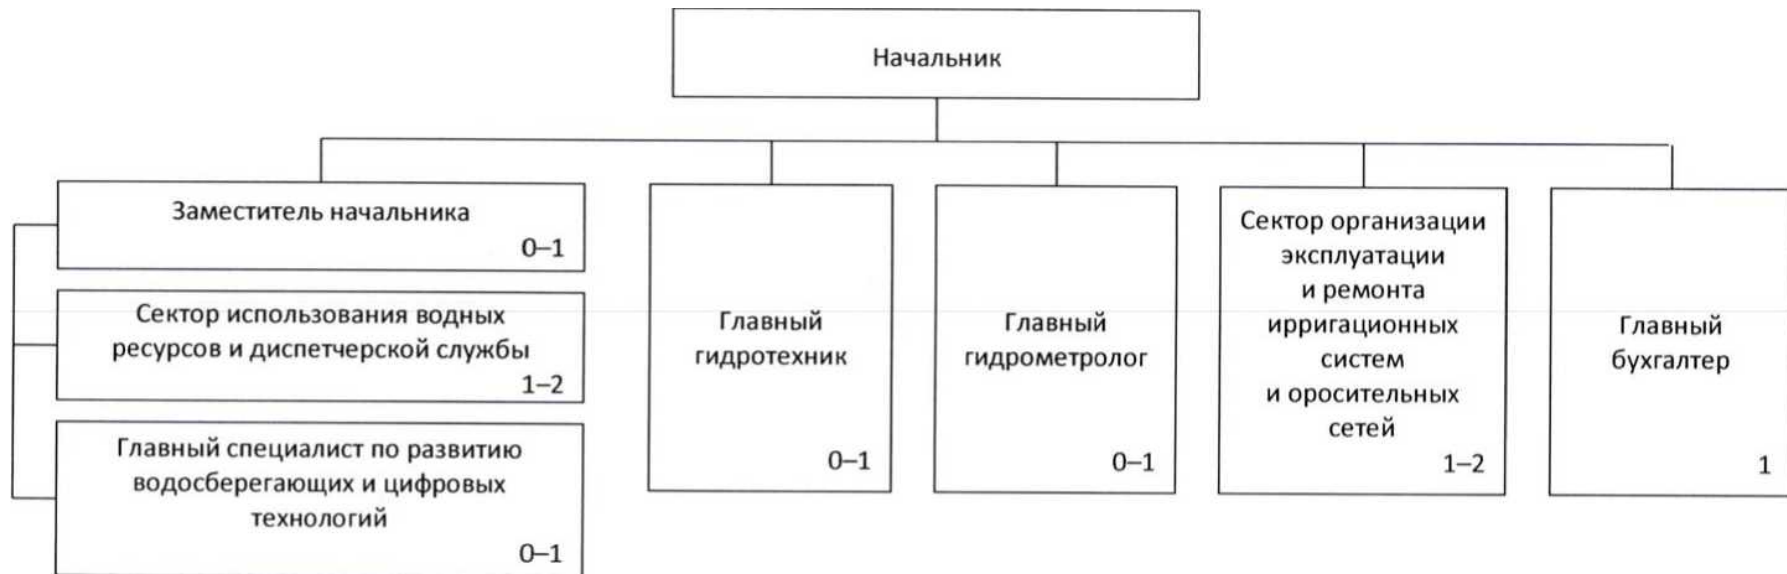 Начальник
Заместитель начальника
0–1
Сектор использования водных
ресурсов и диспетчерской службы
1–2
Главный специалист по развитию
водосберегающих и цифровых
технологий
0–1
Главный
гидротехник
0–1
Главный
гидрометролог
0–1
Сектор организации
эксплуатации
и ремонта
ирригационных
систем
и оросительных
сетей
1–2
Главный
бухгалтер
1